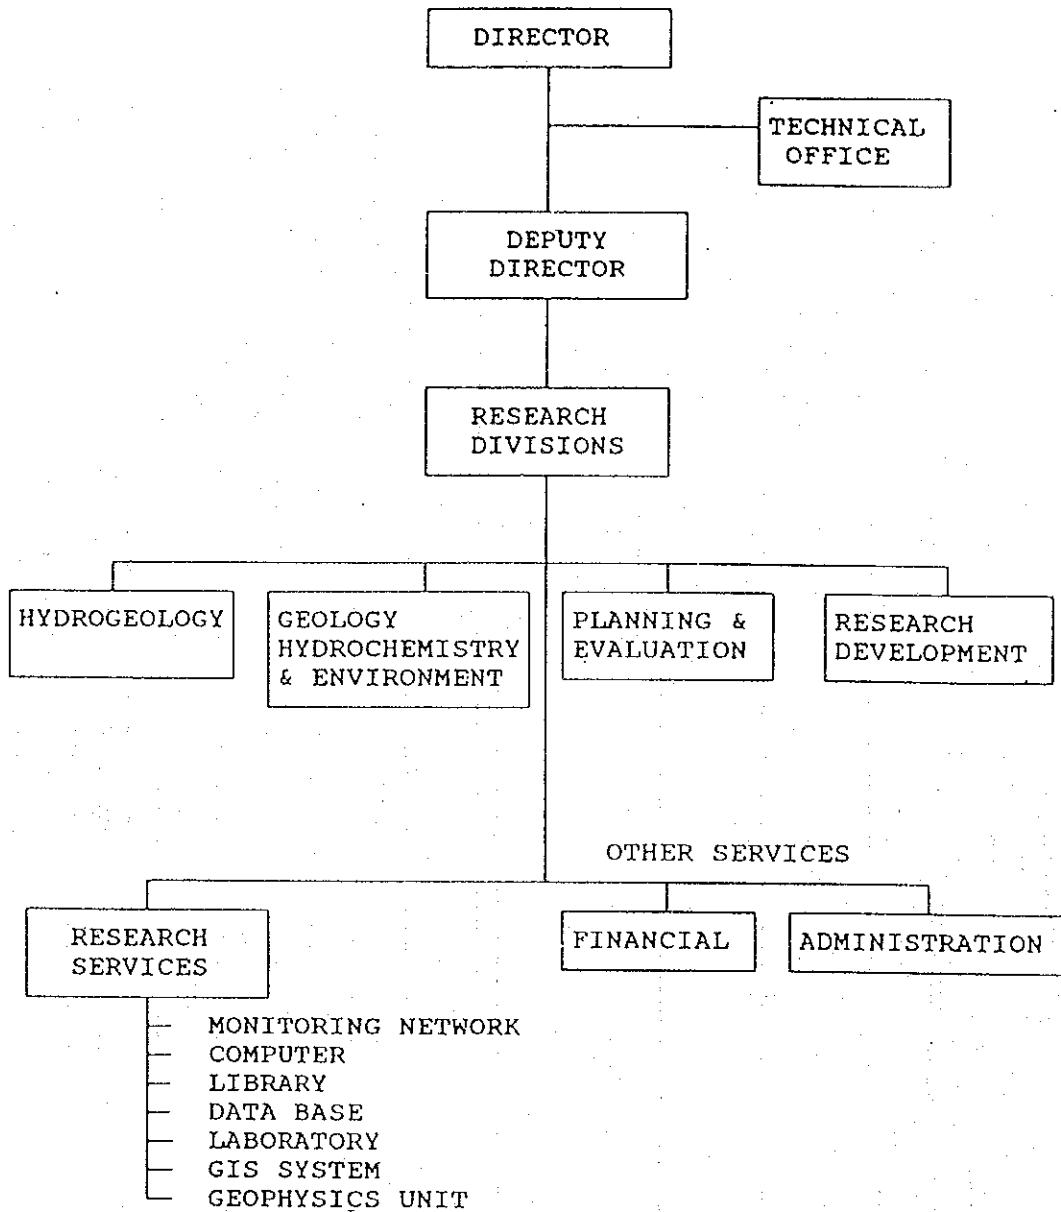 DIRECTOR
TECHNICAL
OFFICE
DEPUTY
DIRECTOR
RESEARCH
DIVISIONS
HYDROGEOLOGY
GEOLOGY
HYDROCHEMISTRY
& ENVIRONMENT
PLANNING &
EVALUATION
RESEARCH
DEVELOPMENT
OTHER SERVICES
RESEARCH
SERVICES
FINANCIAL
ADMINISTRATION
MONITORING NETWORK
COMPUTER
LIBRARY
DATA BASE
LABORATORY
GIS SYSTEM
GEOPHYSICS UNIT